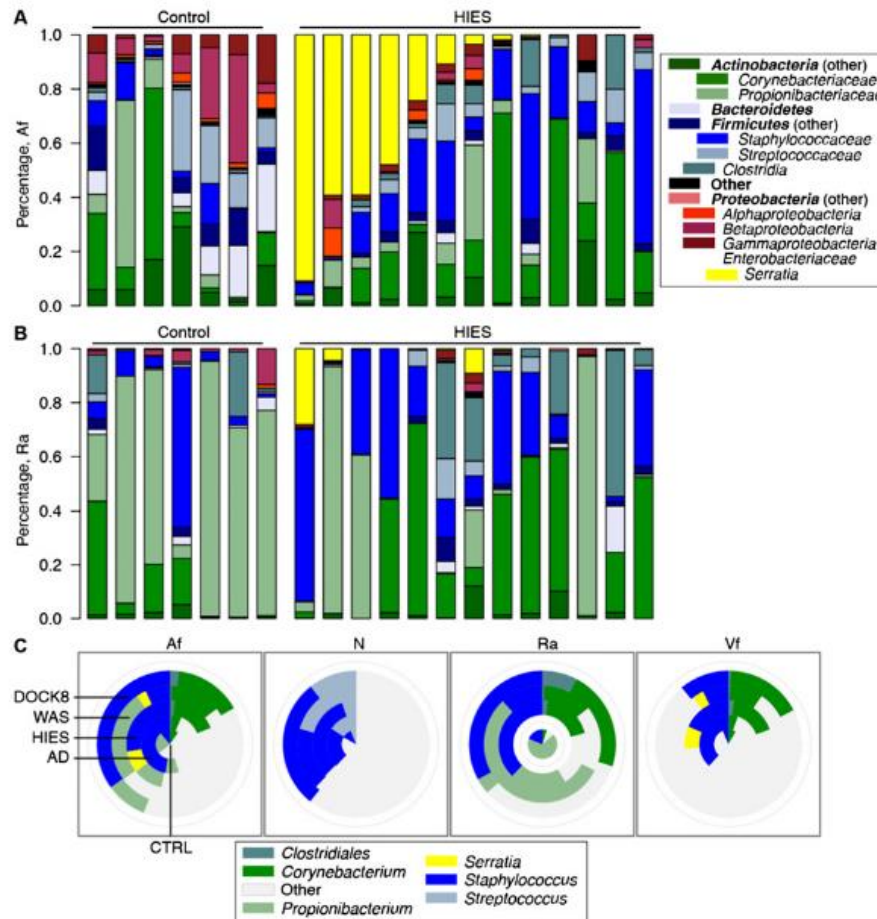 A
Control
HIES
Percentage, Af
1.0
0.8
0.6
0.4
0.2
0.0
Actinobacteria (other)
Corynebacteriaceae
Propionibacteriaceae
Bacteroidetes
Firmicutes (other)
Staphylococcaceae
Streptococcaceae
Clostridia
Other
Proteobacteria (other)
Alphaproteobacteria
Betaproteobacteria
Gammaproteobacteria
Enterobacteriaceae
Serratia
B
Control
HIES
Percentage, Ra
1.0
0.8
0.6
0.4
0.2
0.0
C
Af
N
Ra
Vf
DOCK8
WAS
HIES
AD
CTRL
Clostridiales
Corynebacterium
Other
Propionibacterium
Serratia
Staphylococcus
Streptococcus